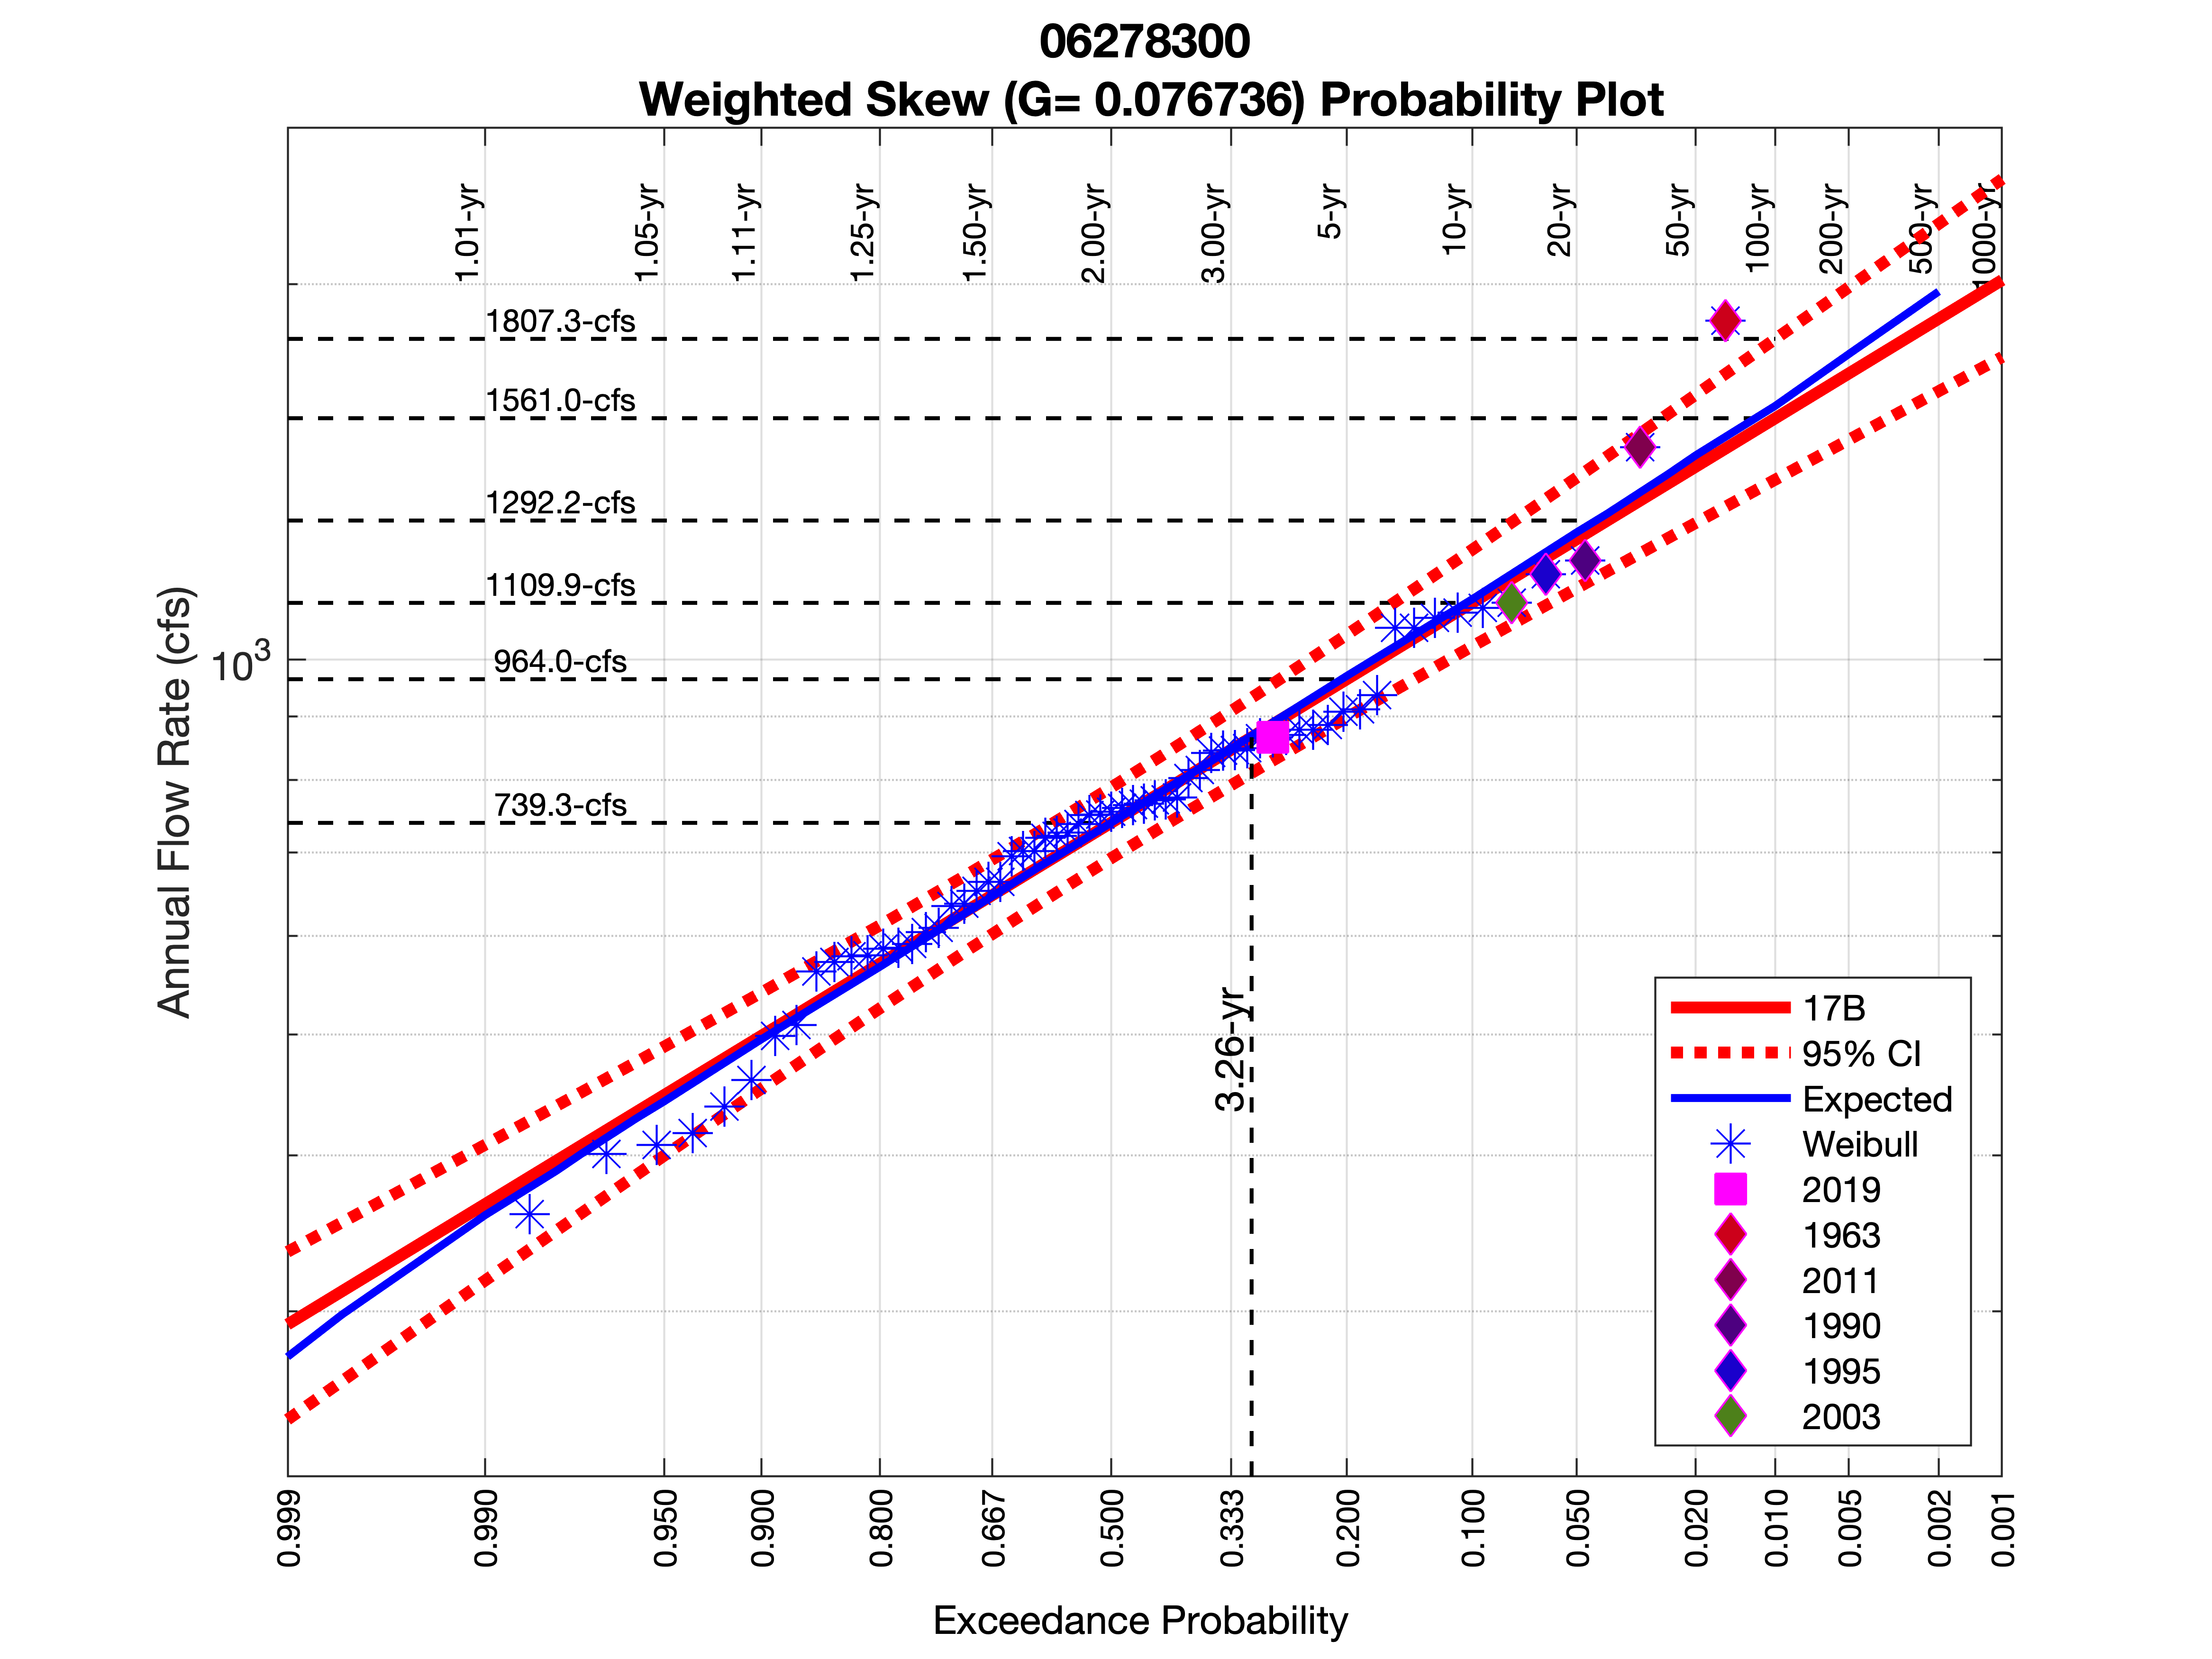 06278300
Weighted Skew (G= 0.076736) Probability Plot
1.01-yr
1.05-yr
1.11-yr
1.25-yr
1.50-yr
2.00-yr
3.00-yr
5-yr
10-yr
20-yr
50-yr
100-yr
200-yr
500-yr
1000-yr
1807.3-cfs
1561.0-cfs
1292.2-cfs
1109.9-cfs
964.0-cfs
739.3-cfs
3.26-yr
Annual Flow Rate (cfs)
10³
17B
95% CI
Expected
Weibull
2019
1963
2011
1990
1995
2003
0.999
0.990
0.950
0.900
0.800
0.667
0.500
0.333
0.200
0.100
0.050
0.020
0.010
0.005
0.002
0.001
Exceedance Probability